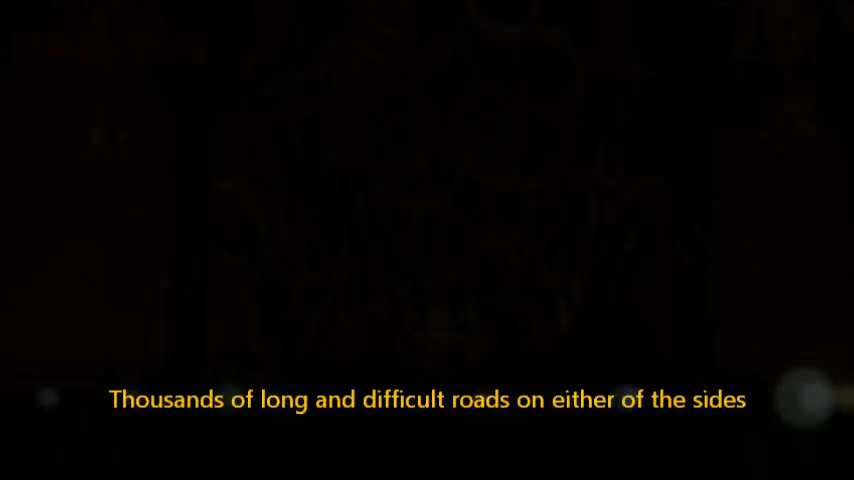 Thousands of long and difficult roads on either of the sides